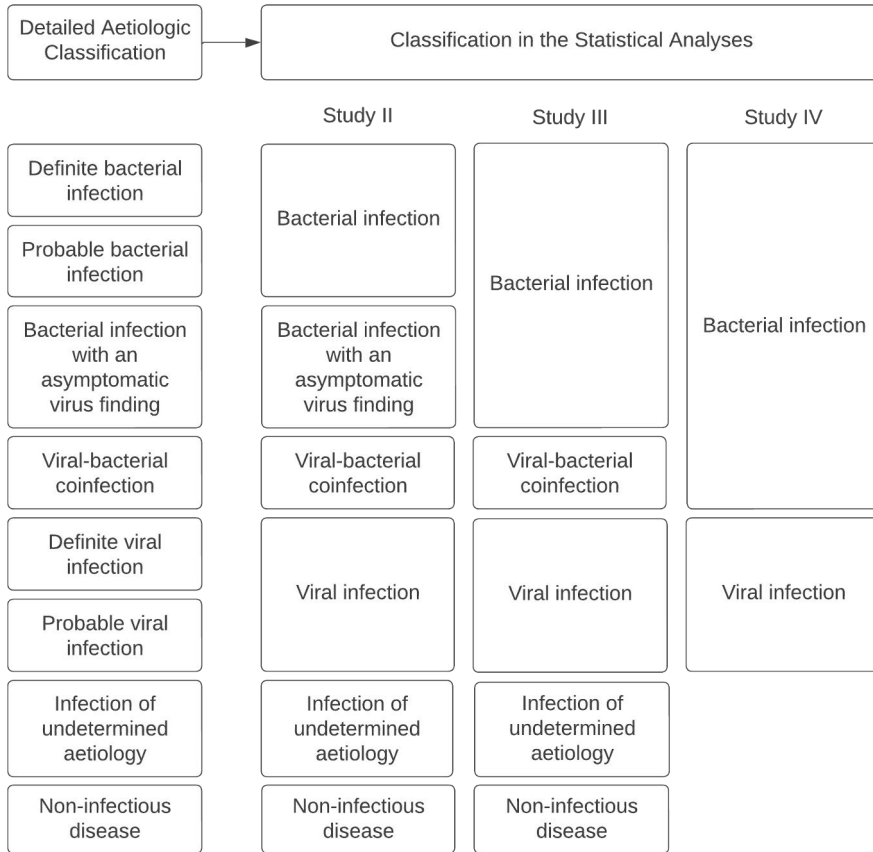 Detailed Aetiologic
Classification
Classification in the Statistical Analyses
Study II
Study III
Study IV
Definite bacterial
infection
Probable bacterial
infection
Bacterial infection
with an
asymptomatic
virus finding
Viral-bacterial
coinfection
Definite viral
infection
Probable viral
infection
Infection of
undetermined
aetiology
Non-infectious
disease
Bacterial infection
Bacterial infection
with an
asymptomatic
virus finding
Viral-bacterial
coinfection
Viral infection
Infection of
undetermined
aetiology
Non-infectious
disease
Bacterial infection
Viral-bacterial
coinfection
Viral infection
Infection of
undetermined
aetiology
Non-infectious
disease
Bacterial infection
Viral infection